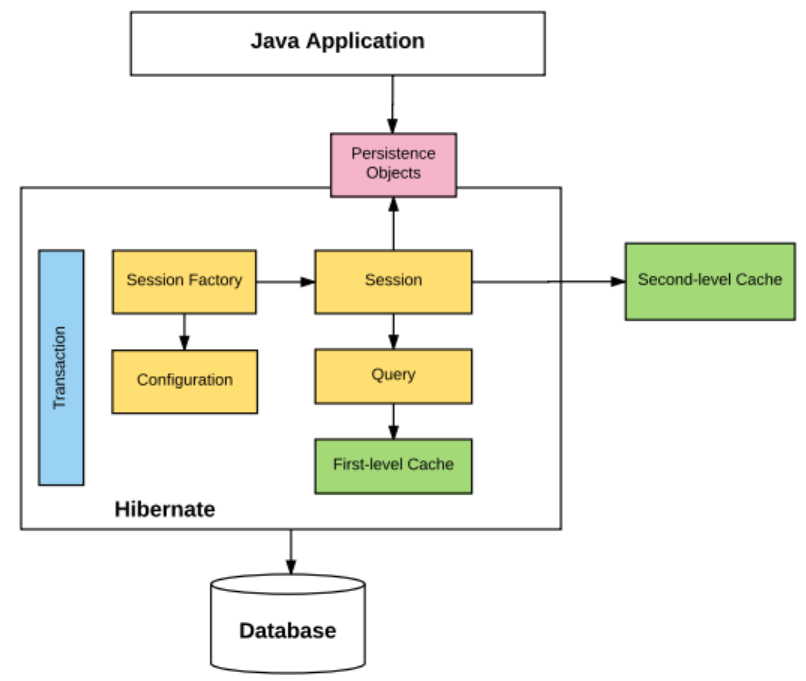 Java Application
Persistence
Objects
Session Factory
Session
Second-level Cache
Transaction
Configuration
Query
First-level Cache
Hibernate
Database